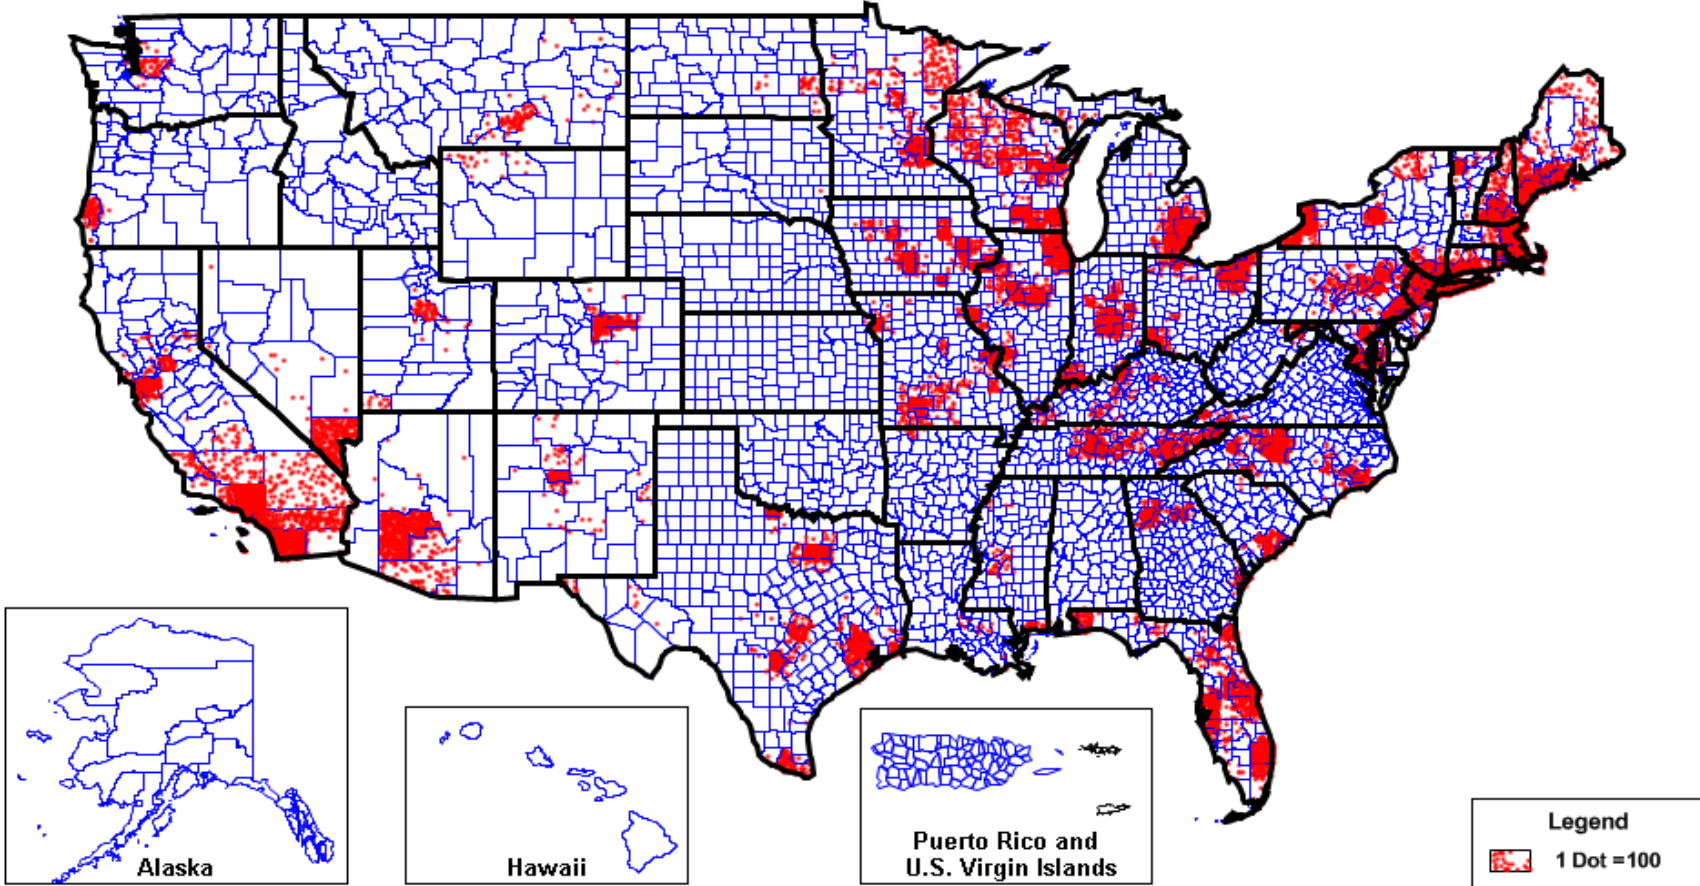 Alaska
Hawaii
Puerto Rico and
U.S. Virgin Islands
Legend
1 Dot =100